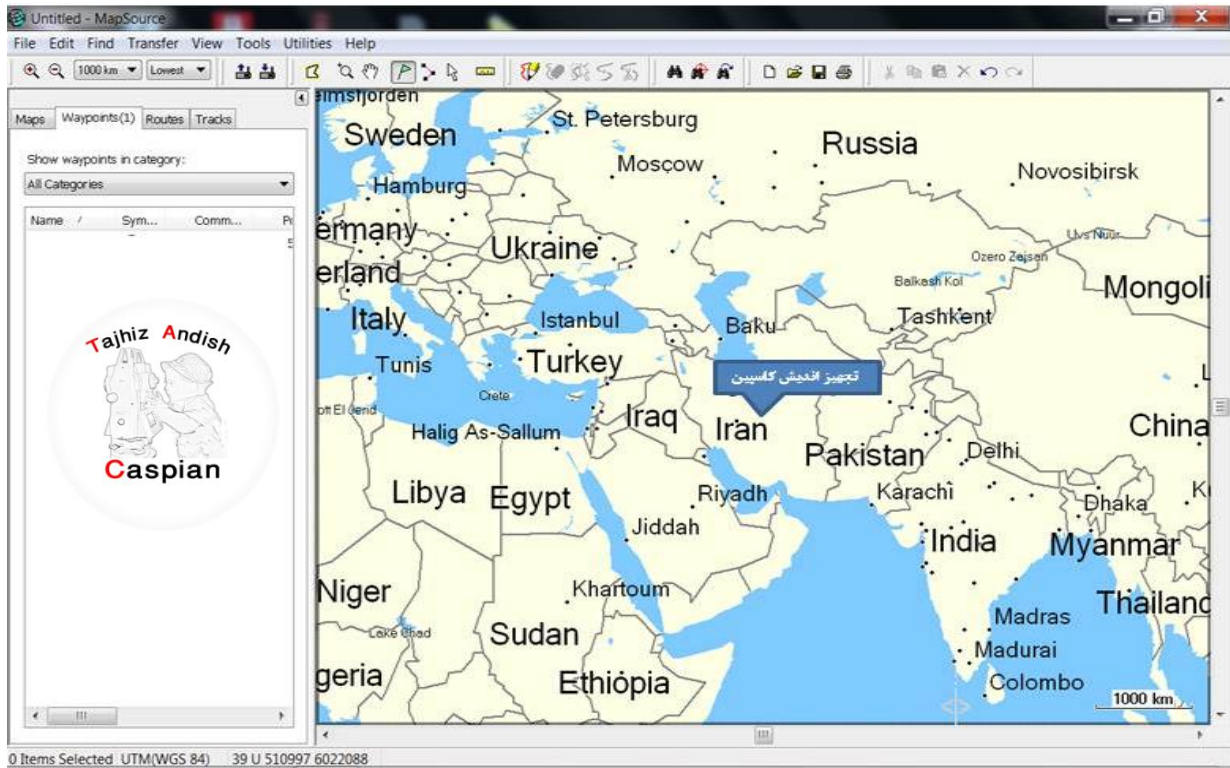 Untitled - MapSource
File Edit Find Transfer View Tools Utilities Help
1000 km Lowest
Maps Waypoints(1) Routes Tracks
Show waypoints in category:
All Categories
Name Sym... Comm...
Tajhiz Andish
Caspian
Sweden
St. Petersburg
Russia
Moscow
Novosibirsk
Hamburg
ermany
Ukraine
Uvs Nuur
erland
Ozero Zajsan
Balkash Kol
Mongoli
Italy
Istanbul
Baku
Tashkent
Tunis
Turkey
تجهیز اندیش کاسپین
Crete
Iraq
Iran
China
Halig As-Sallum
Pakistan
Delhi
Libya
Egypt
Riyadh
Karachi
Dhaka
Jiddah
India
Myanmar
Niger
Khartoum
Thailand
Lake Chad
Sudan
Madras
Madurai
geria
Ethiopia
Colombo
1000 km
0 Items Selected UTM(WGS 84) 39 U 510997 6022088